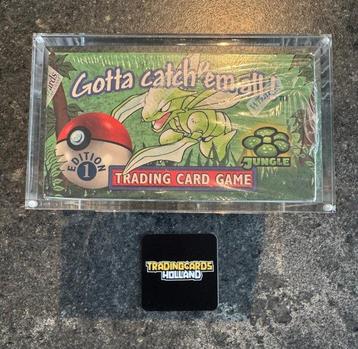 Gotta catch 'em all!
EDITION
1
JUNGLE
TRADING CARD GAME
TRADINGCARDS
HOLLAND